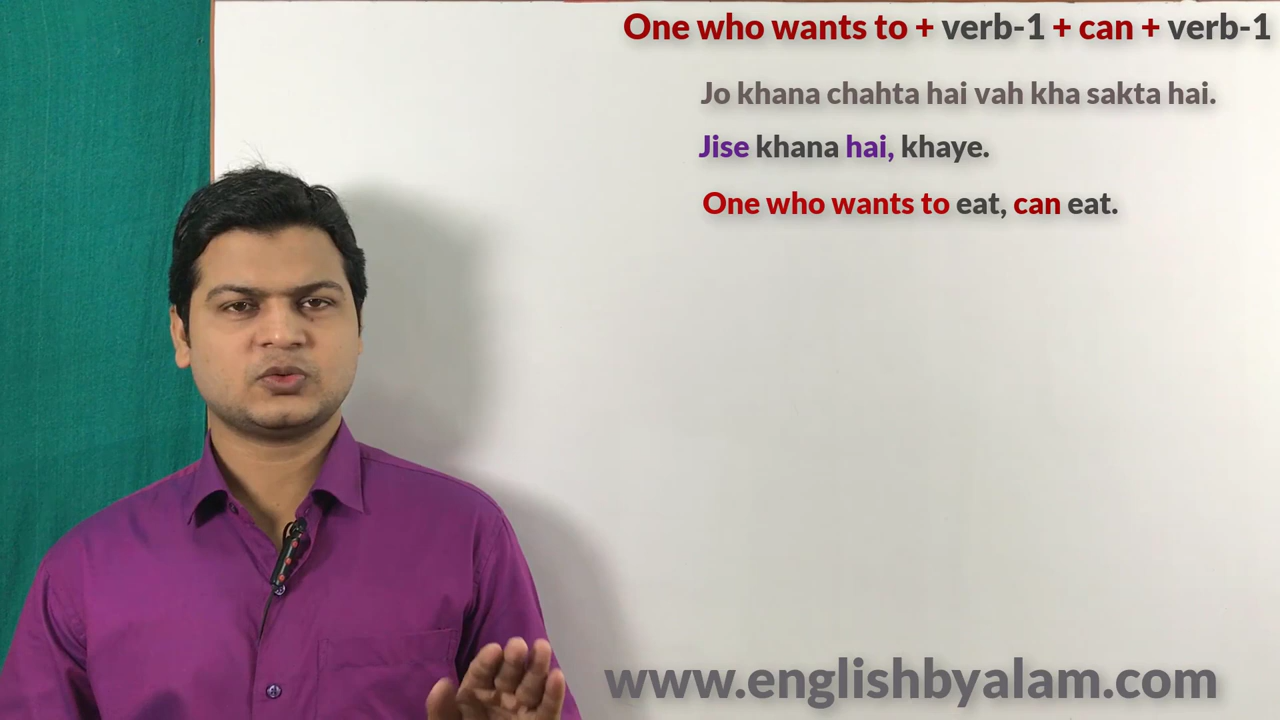 One who wants to + verb-1 + can + verb-1
Jo khana chahta hai vah kha sakta hai.
Jise khana hai, khaye.
One who wants to eat, can eat.
www.englishbyalam.com